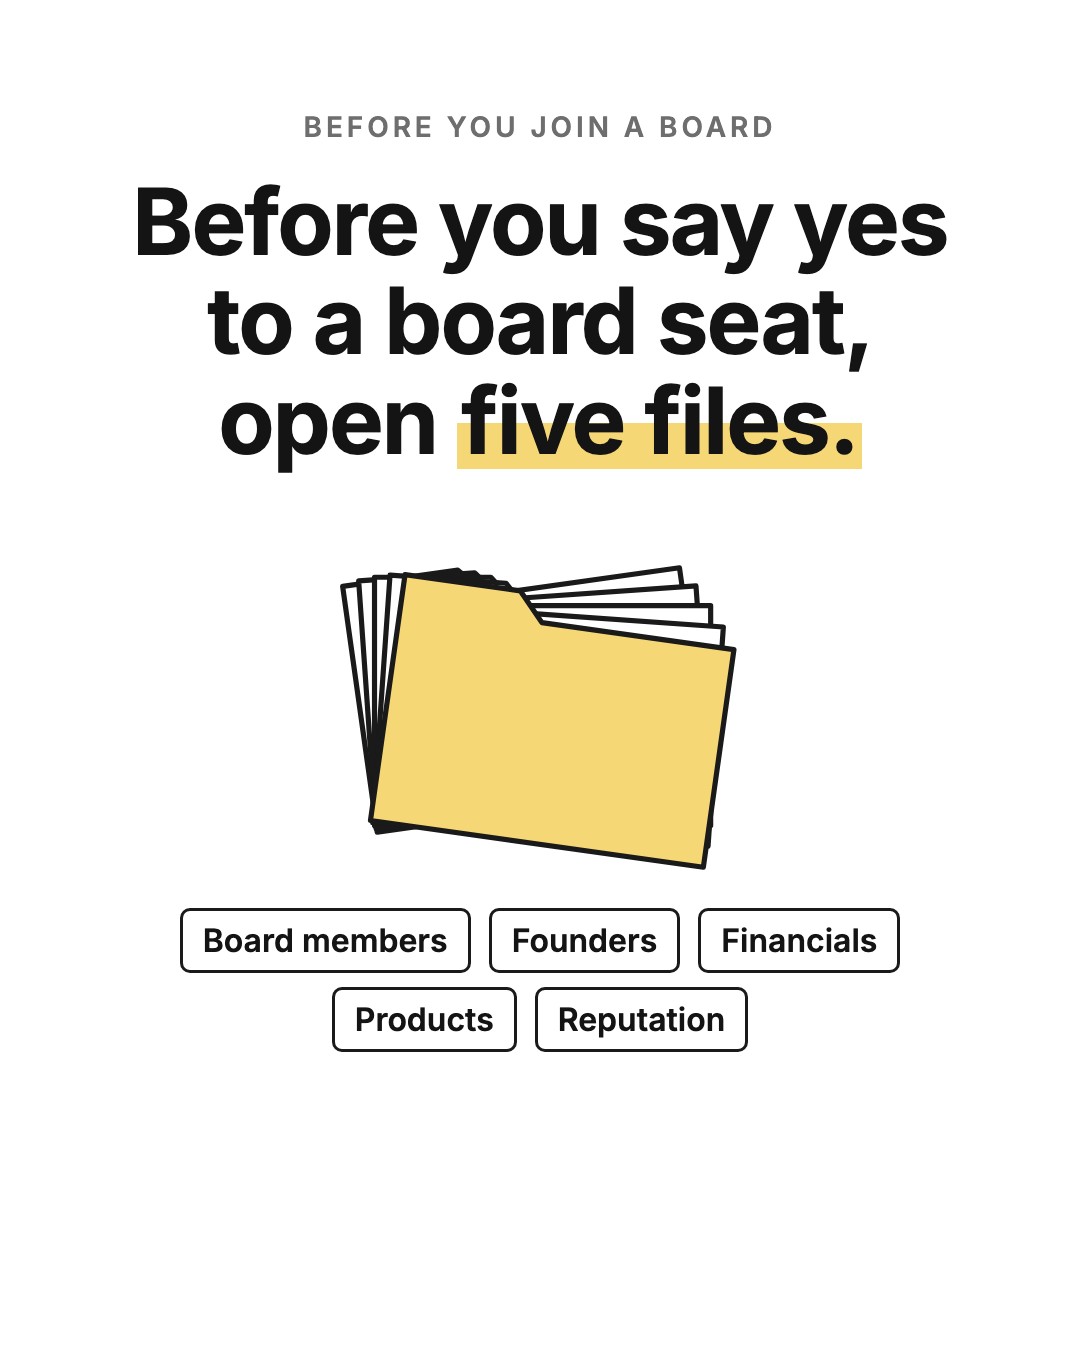 BEFORE YOU JOIN A BOARD
Before you say yes
to a board seat,
open five files.
Board members Founders Financials
Products Reputation